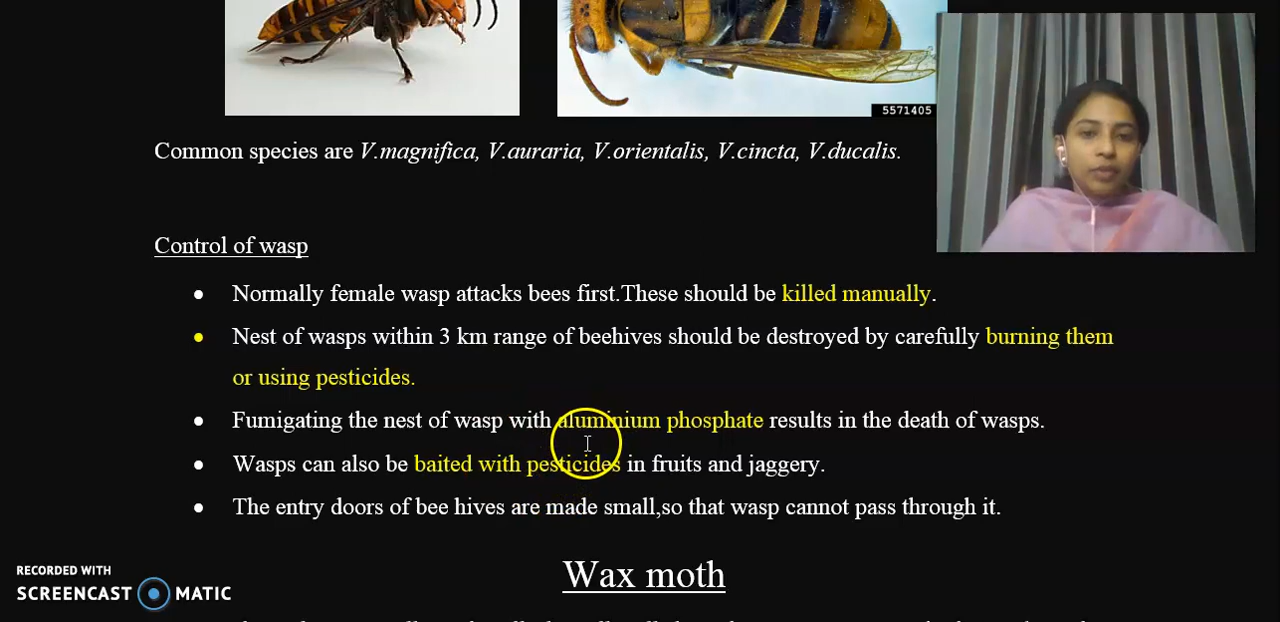 5571405
Common species are V.magnifica, V.auraria, V.orientalis, V.cincta, V.ducalis.
Control of wasp
Normally female wasp attacks bees first.These should be killed manually.
Nest of wasps within 3 km range of beehives should be destroyed by carefully burning them
or using pesticides.
Fumigating the nest of wasp with aluminium phosphate results in the death of wasps.
Wasps can also be baited with pesticides in fruits and jaggery.
The entry doors of bee hives are made small,so that wasp cannot pass through it.
Wax moth
RECORDED WITH
SCREENCAST MATIC